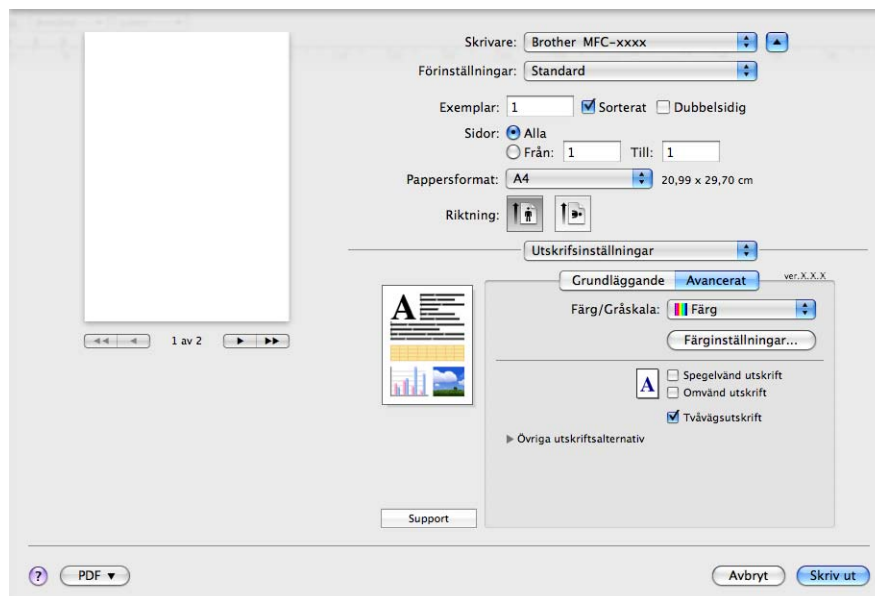 Skrivare: Brother MFC-xxxx
Förinställningar: Standard
Exemplar: 1 Sorterat Dubbelsidig
Sidor: Alla
Från: 1 Till: 1
Pappersformat: A4 20,99 x 29,70 cm
Riktning:
Utskrifsinställningar
Grundläggande Avancerat ver.X.X.X
A
Färg/Gråskala: Färg
Färginställningar...
1 av 2
A
Spegelvänd utskrift
Omvänd utskrift
Tvåvägsutskrift
Övriga utskriftsalternativ
Support
? PDF Avbryt Skriv ut